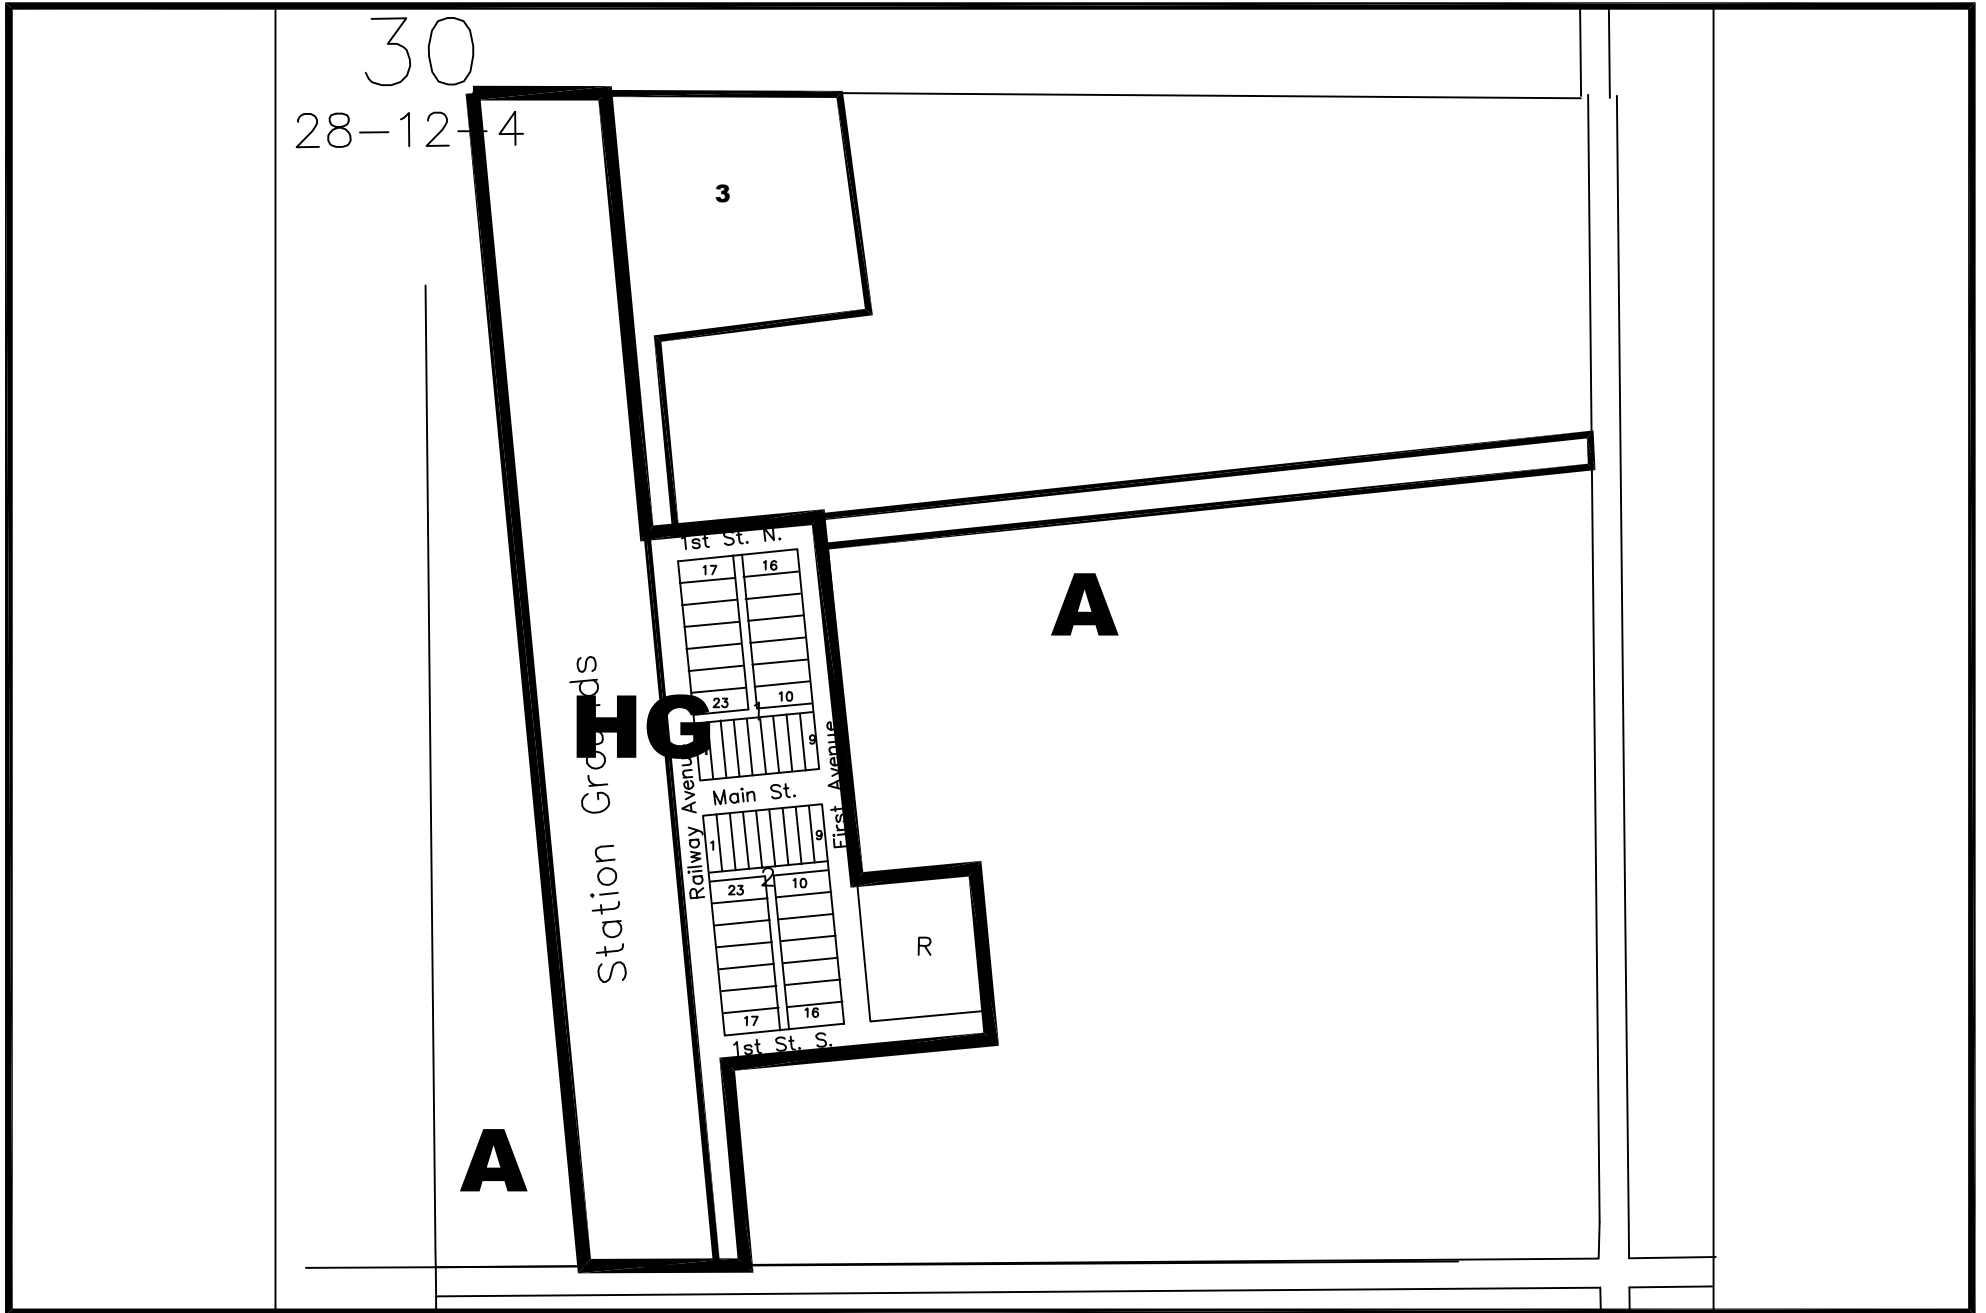 30
28-12-4
3
1st St. N.
17
16
A
23
10
1
HG
9
Station Grounds
Railway Avenue
First Avenue
Main St.
1
9
2
23
10
R
17
16
1st St. S.
A